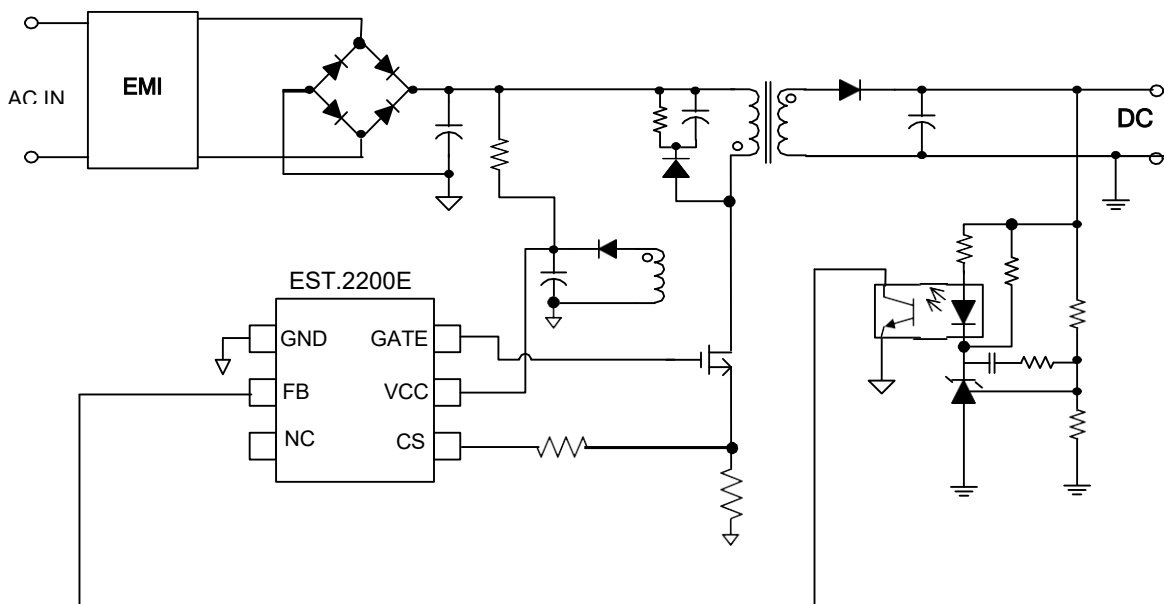 EMI
AC IN
DC
EST.2200E
GND
GATE
FB
VCC
NC
CS